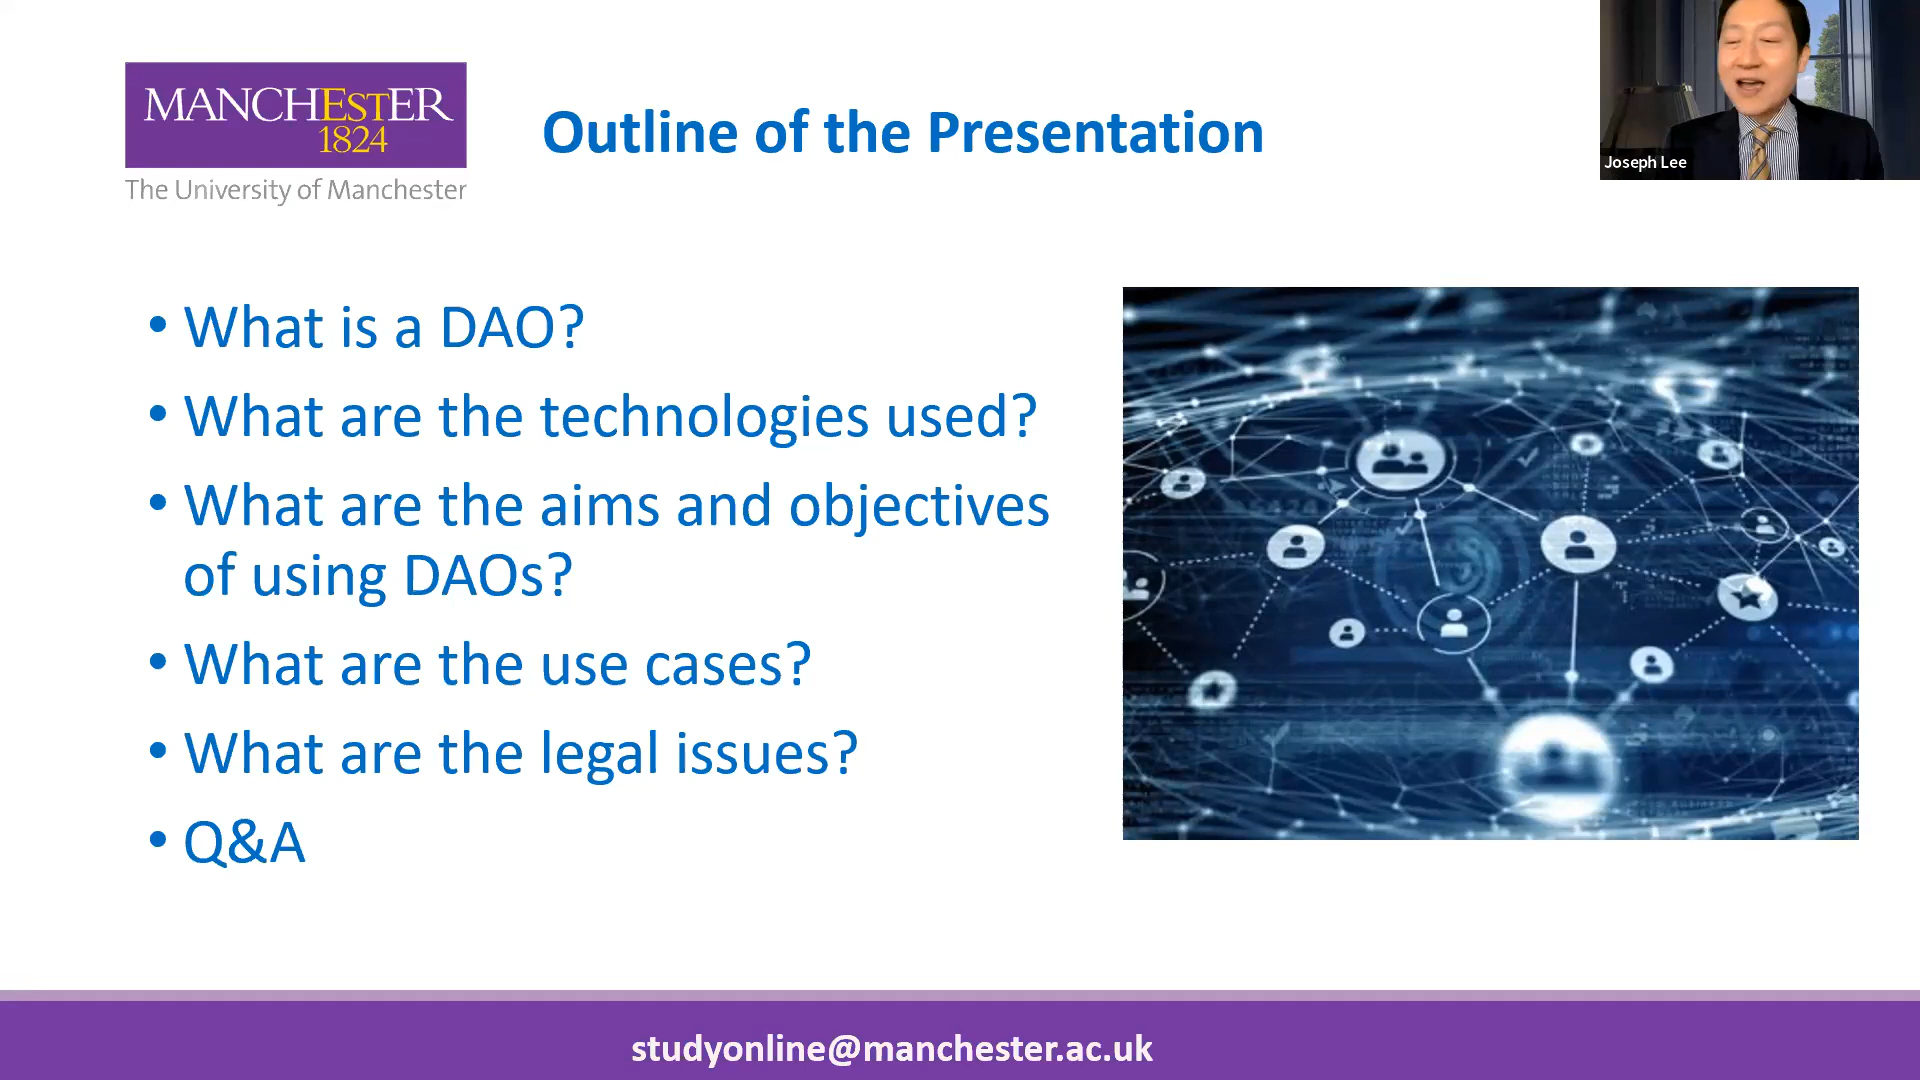 MANCHESTER
1824
The University of Manchester
Outline of the Presentation
Joseph Lee
• What is a DAO?
• What are the technologies used?
• What are the aims and objectives
of using DAOs?
• What are the use cases?
• What are the legal issues?
• Q&A
studyonline@manchester.ac.uk